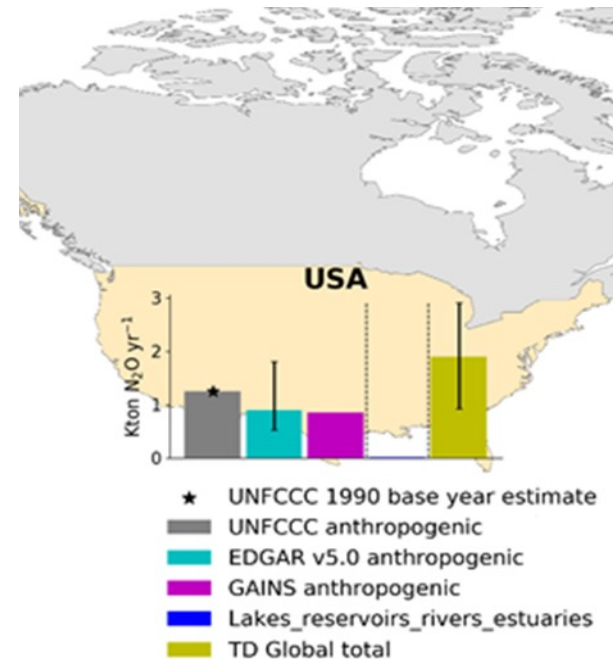 USA
3
2
1
0
Kton N₂O yr⁻¹
★ UNFCCC 1990 base year estimate
UNFCCC anthropogenic
EDGAR v5.0 anthropogenic
GAINS anthropogenic
Lakes_reservoirs_rivers_estuaries
TD Global total